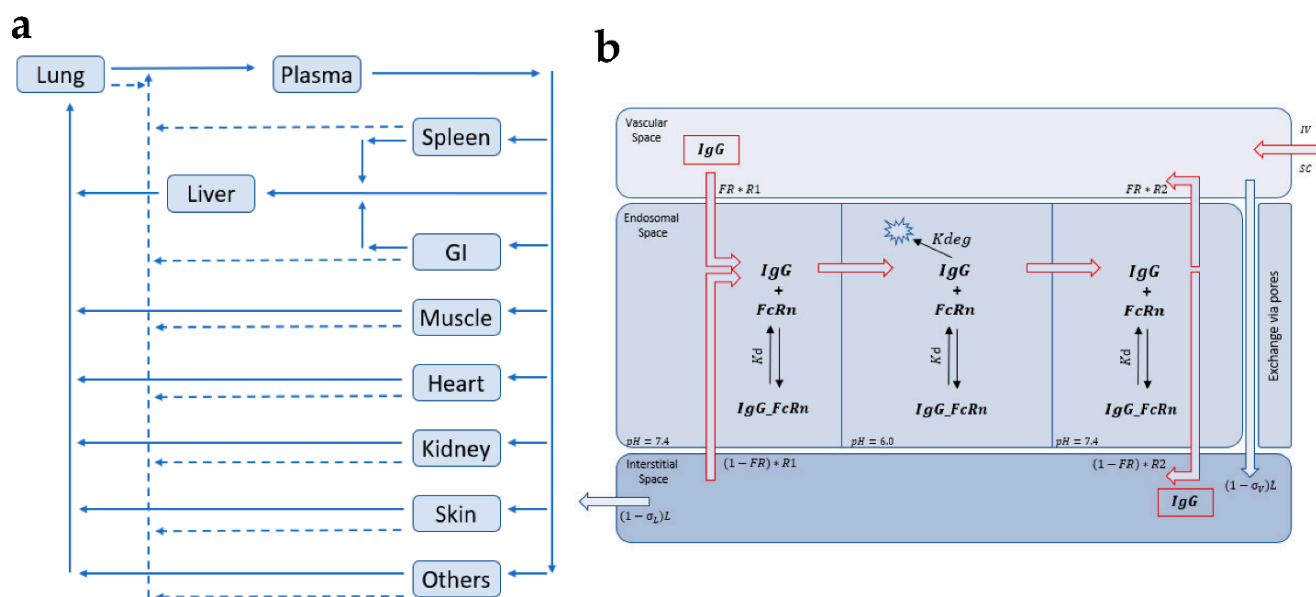 a
Lung
Plasma
Spleen
Liver
GI
Muscle
Heart
Kidney
Skin
Others
b
Vascular
Space
IgG
IV
SC
FR ∗ R1
FR ∗ R2
Endosomal
Space
Kdeg
IgG
+
FcRn
Kd
IgG_FcRn
pH = 7.4
IgG
+
FcRn
Kd
IgG_FcRn
pH = 6.0
IgG
+
FcRn
Kd
IgG_FcRn
pH = 7.4
Exchange via pores
Interstitial
Space
(1 − FR) ∗ R1
(1 − FR) ∗ R2
IgG
(1 − σV)L
(1 − σL)L